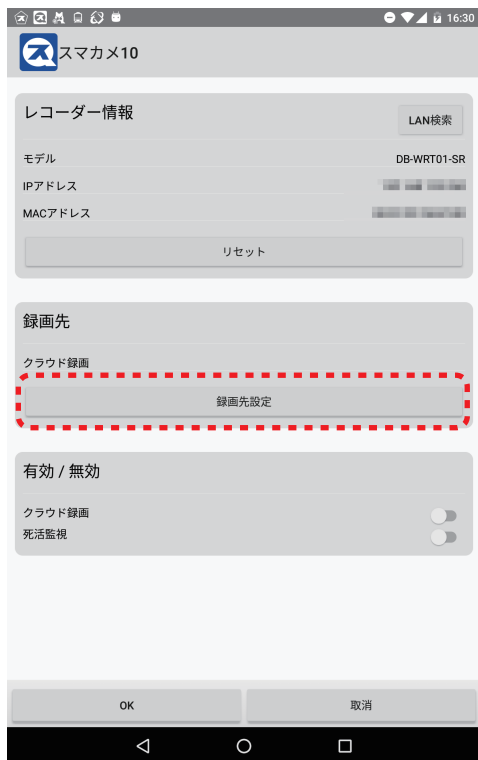 16:30
スマカメ10
レコーダー情報
LAN検索
モデル
DB-WRT01-SR
IPアドレス
MACアドレス
リセット
録画先
クラウド録画
録画先設定
有効 / 無効
クラウド録画
死活監視
OK
取消